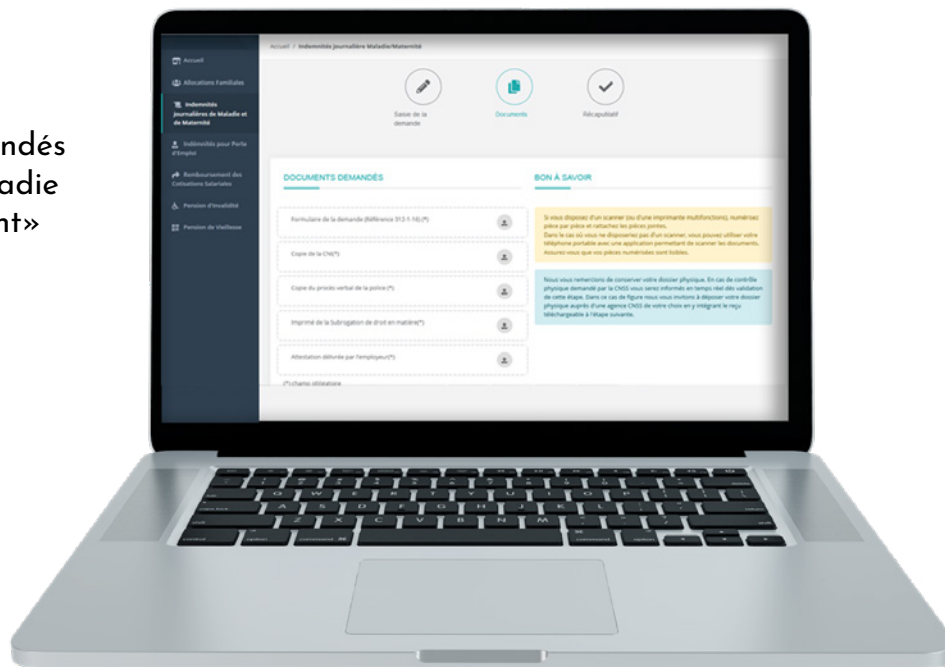 ndés
adie
nt»
Accueil / Indemnités journalière Maladie/Maternité
Accueil
Allocations Familiales
Indemnités
Journalières de Maladie et
de Maternité
Indémnités pour Perte
d'Emploi
Remboursement des
Cotisations Salariales
Pension d'Invalidité
Pension de Vieillesse
Saisie de la
demande
Documents
Récapitulatif
DOCUMENTS DEMANDÉS
Formulaire de la demande (Référence 312-1-16) (*)
Copie de la CNI(*)
Copie du procès verbal de la police (*)
Imprimé de la Subrogation de droit en matière(*)
Attestation délivrée par l'employeur(*)
(*) champ obligatoire
BON À SAVOIR
Si vous disposez d'un scanner (ou d'une imprimante multifonctions), numérisez
pièce par pièce et rattachez les pièces jointes.
Dans le cas où vous ne disposeriez pas d'un scanner, vous pouvez utiliser votre
téléphone portable avec une application permettant de scanner les documents.
Assurez-vous que vos pièces numérisées sont lisibles.
Nous vous remercions de conserver votre dossier physique. En cas de contrôle
physique demandé par la CNSS vous serez informés en temps réel dès validation
de cette étape. Dans ce cas de figure nous vous invitons à déposer votre dossier
physique auprès d'une agence CNSS de votre choix en y intégrant le reçu
téléchargeable à l'étape suivante.
Q W E R T Y U I O P
A S D F G H J K L
Z X C V B N M
control option command command option